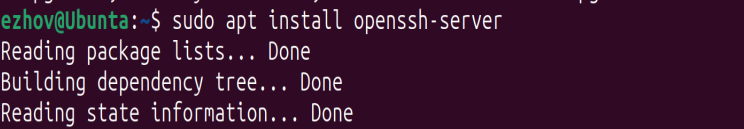 ezhov@Ubunta:~$ sudo apt install openssh-server
Reading package lists... Done
Building dependency tree... Done
Reading state information... Done